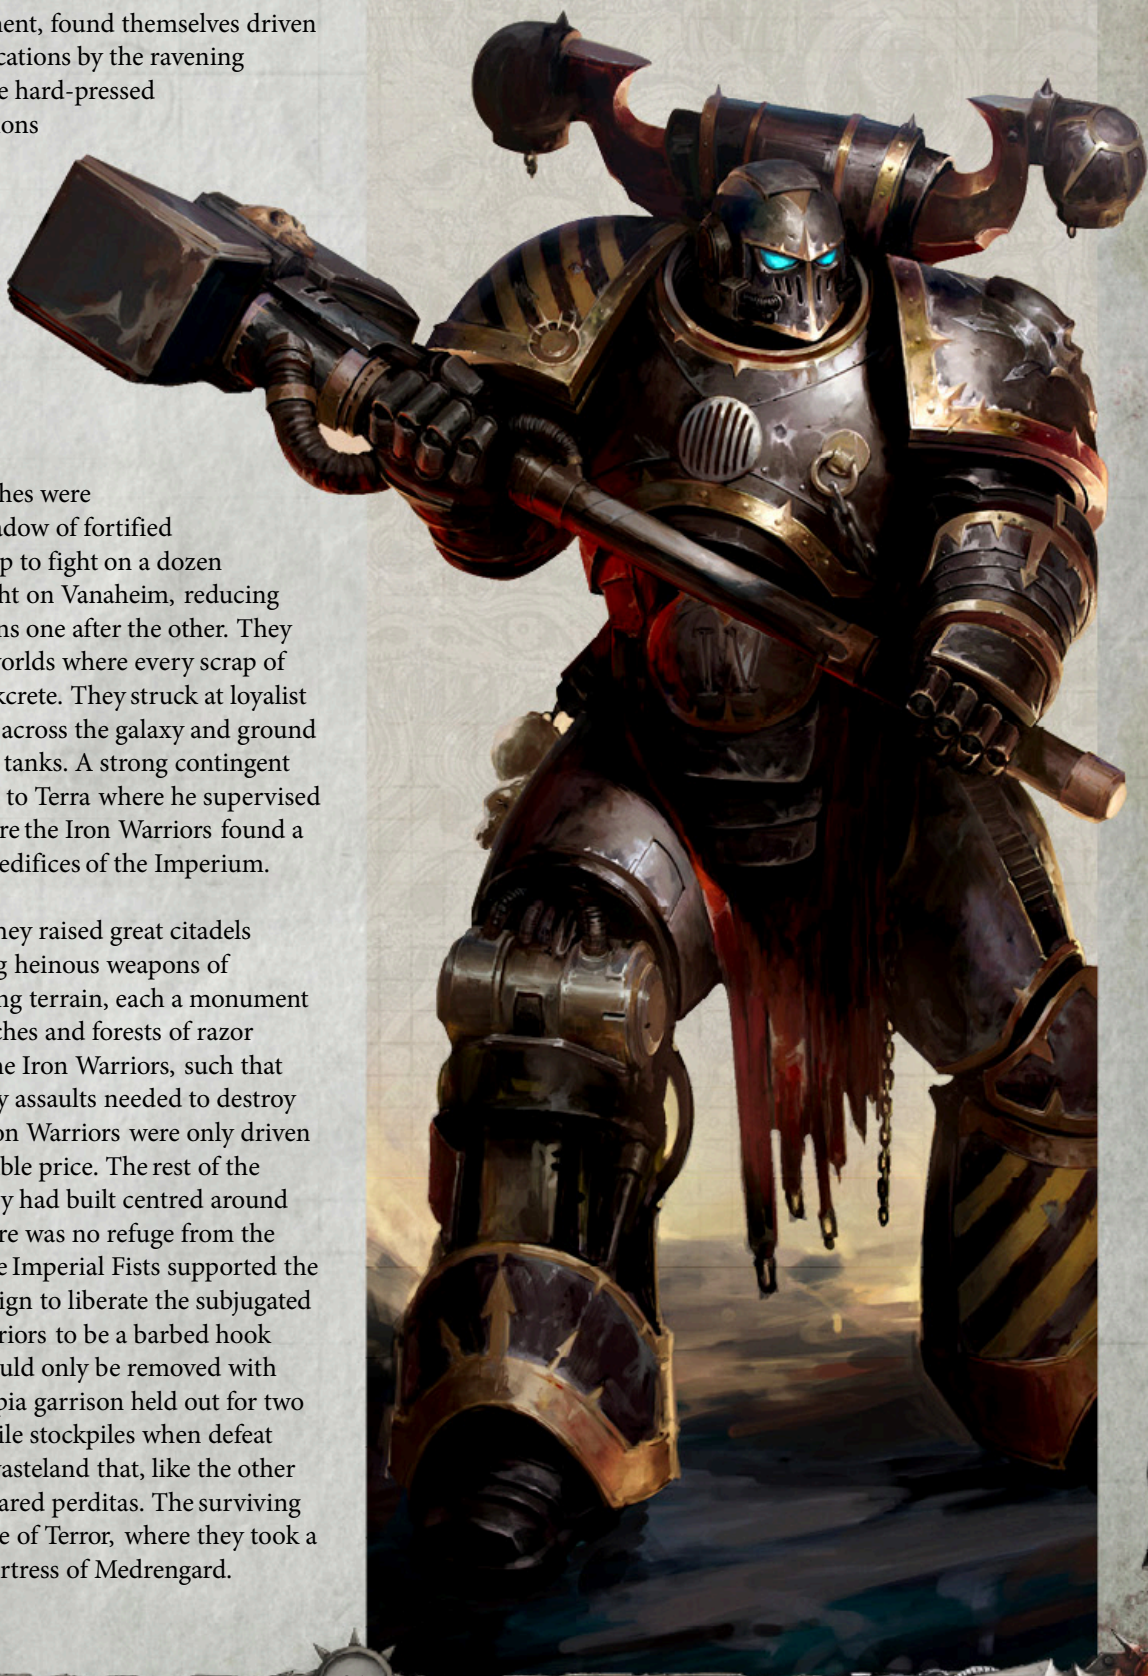 ment, found themselves driven
cations by the ravening
e hard-pressed
ions
ches were
adow of fortified
p to fight on a dozen
ht on Vanaheim, reducing
ns one after the other. They
worlds where every scrap of
kcrete. They struck at loyalist
across the galaxy and ground
tanks. A strong contingent
to Terra where he supervised
re the Iron Warriors found a
edifices of the Imperium.
hey raised great citadels
g heinous weapons of
ng terrain, each a monument
ches and forests of razor
he Iron Warriors, such that
y assaults needed to destroy
on Warriors were only driven
ble price. The rest of the
y had built centred around
re was no refuge from the
e Imperial Fists supported the
ign to liberate the subjugated
riors to be a barbed hook
uld only be removed with
pia garrison held out for two
ile stockpiles when defeat
wasteland that, like the other
ared perditas. The surviving
e of Terror, where they took a
rtress of Medrengard.